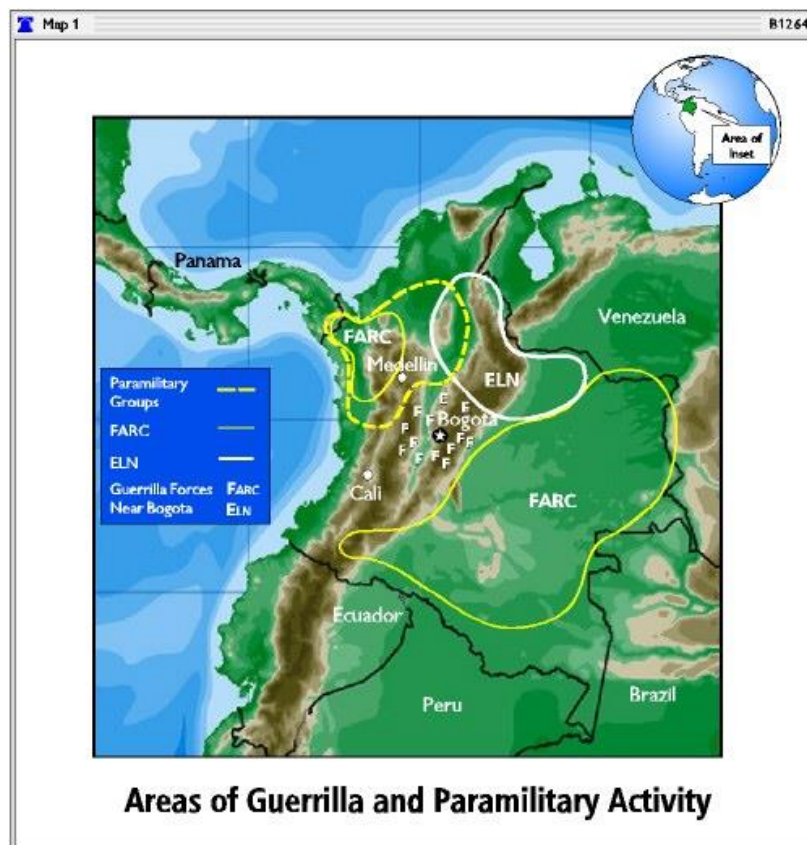 Map 1
B1264
Area of
Inset
Panama
Venezuela
FARC
Medellin
ELN
Paramilitary
Groups
FARC
ELN
Guerrilla Forces
Near Bogota
FARC
ELN
E
F
F
E
F
Bogota
F
F
F
F
F
F
F
F
Cali
FARC
Ecuador
Peru
Brazil
Areas of Guerrilla and Paramilitary Activity